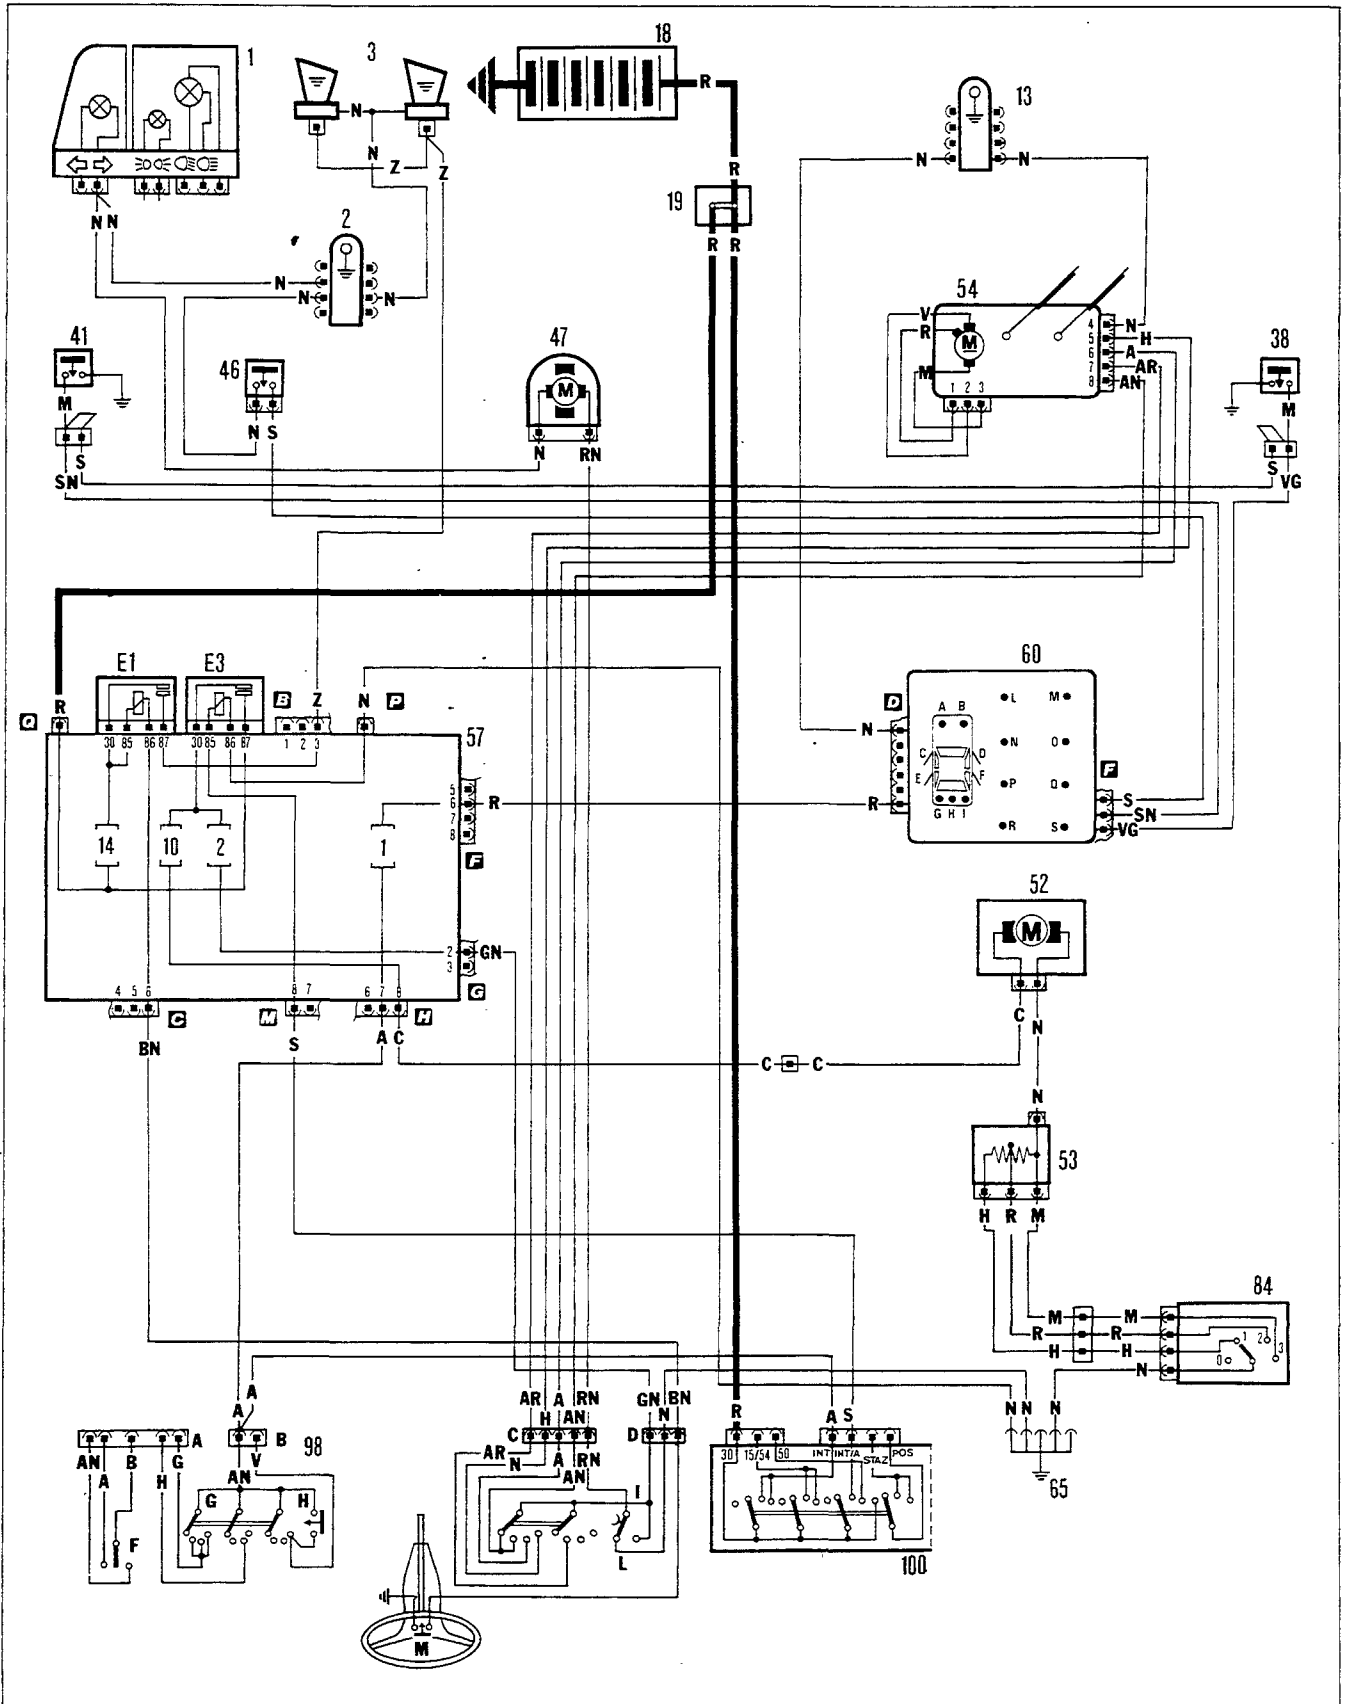 1
3
18
13
N
N
Z
Z
R
R
19
R R
N N
2
N
N
N
N
N
54
V
R
M
M
1 2 3
4
5
6
7
8
N
H
A
AR
AN
38
M
S
VG
41
M
S
SN
46
N S
47
M
N
RN
60
D
N
R
A B
C
D
E
F
G H I
L
M
N
O
P
Q
R
S
F
S
SN
VG
E1
E3
Q
R
B
Z
N
P
57
30 85 86 87
30 85 86 87
1 2 3
5
6
7
8
R
F
14
10
2
1
2
3
GN
G
4 5 6
8 7
6 7 8
C
M
H
BN
S
A C
C
C
52
M
C
N
N
53
H R M
84
M
M
R
R
H
H
N
0
1
2
3
N N
N
65
A
A
AN
A
B
H
G
A
B
98
AN
V
G
H
F
AR
H
A
AN
RN
C
AR
N
A
AN
RN
GN
N
BN
D
I
L
M
R
A S
30
15/54
50
INT
INT/A
STAZ
POS
100